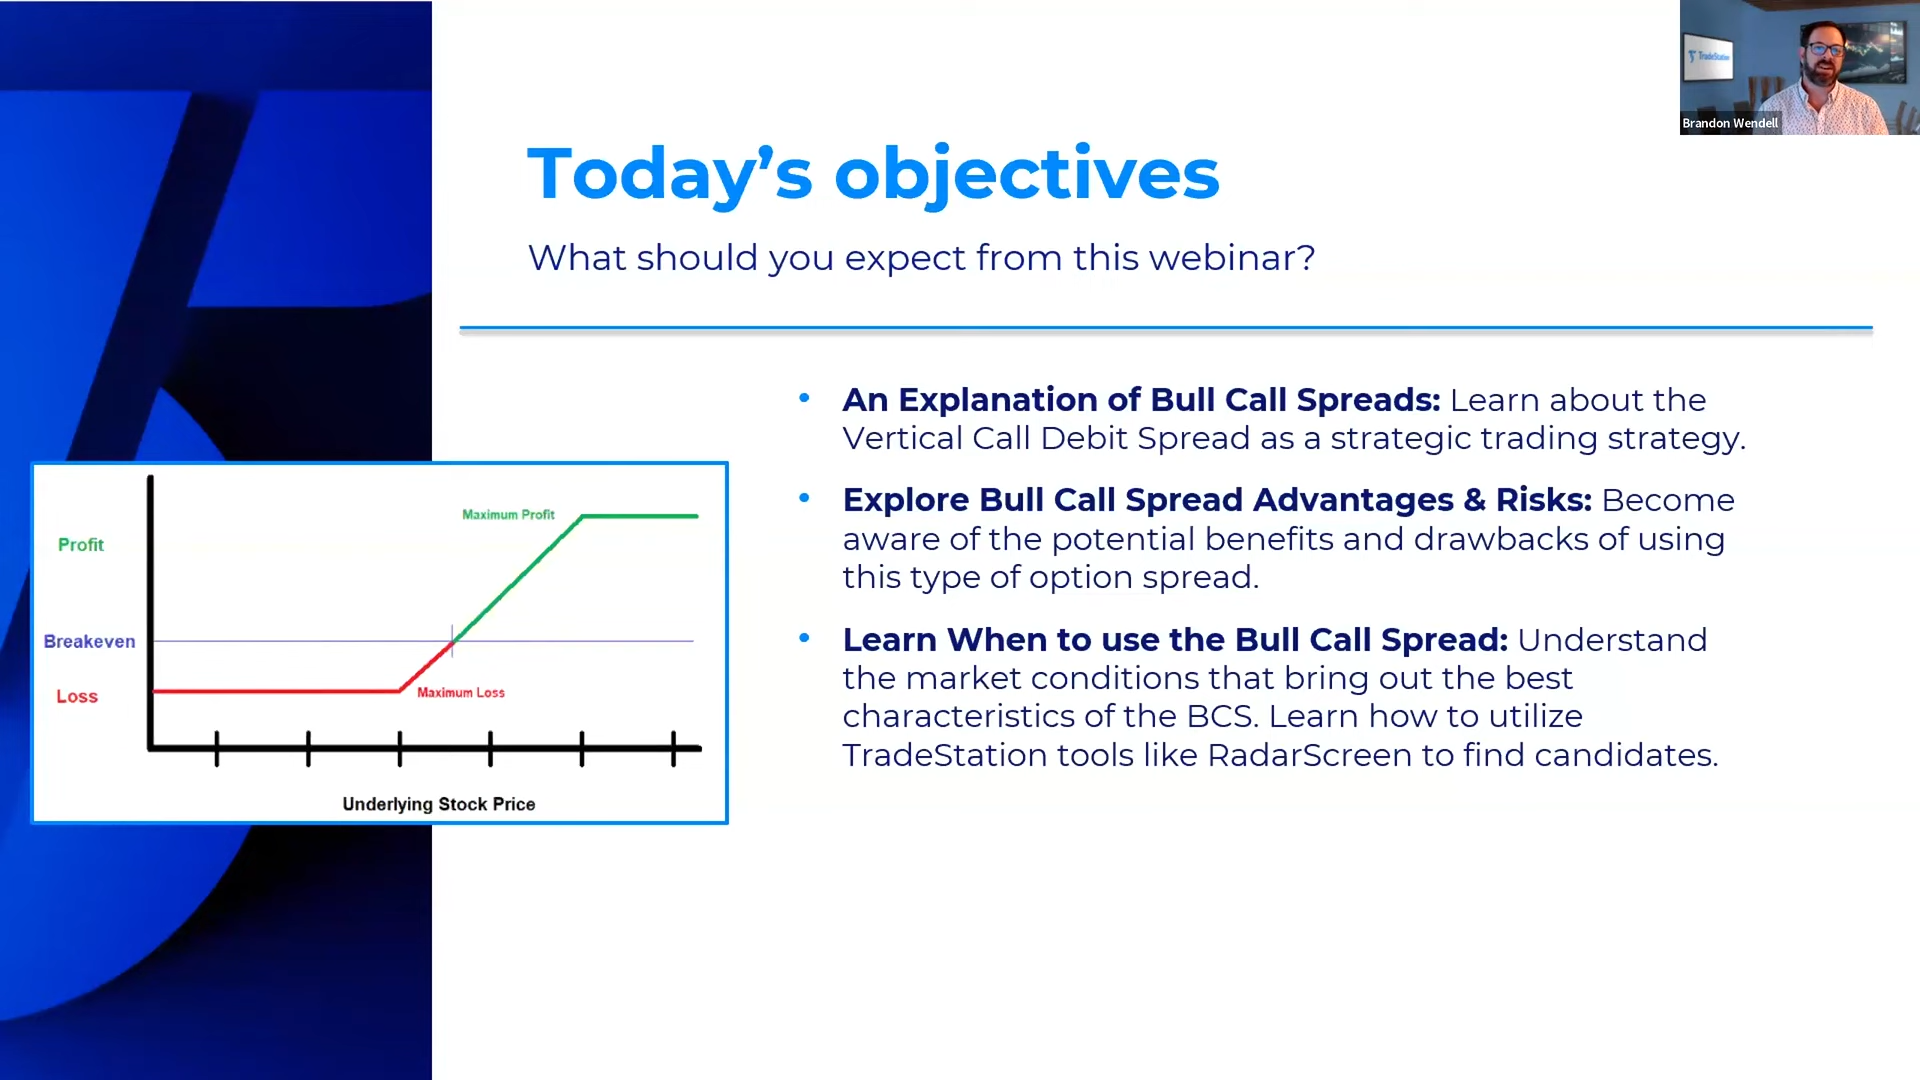 TradeStation
Brandon Wendell
Today’s objectives
What should you expect from this webinar?
• An Explanation of Bull Call Spreads: Learn about the
Vertical Call Debit Spread as a strategic trading strategy.
• Explore Bull Call Spread Advantages & Risks: Become
aware of the potential benefits and drawbacks of using
this type of option spread.
• Learn When to use the Bull Call Spread: Understand
the market conditions that bring out the best
characteristics of the BCS. Learn how to utilize
TradeStation tools like RadarScreen to find candidates.
Maximum Profit
Profit
Breakeven
Loss
Maximum Loss
Underlying Stock Price